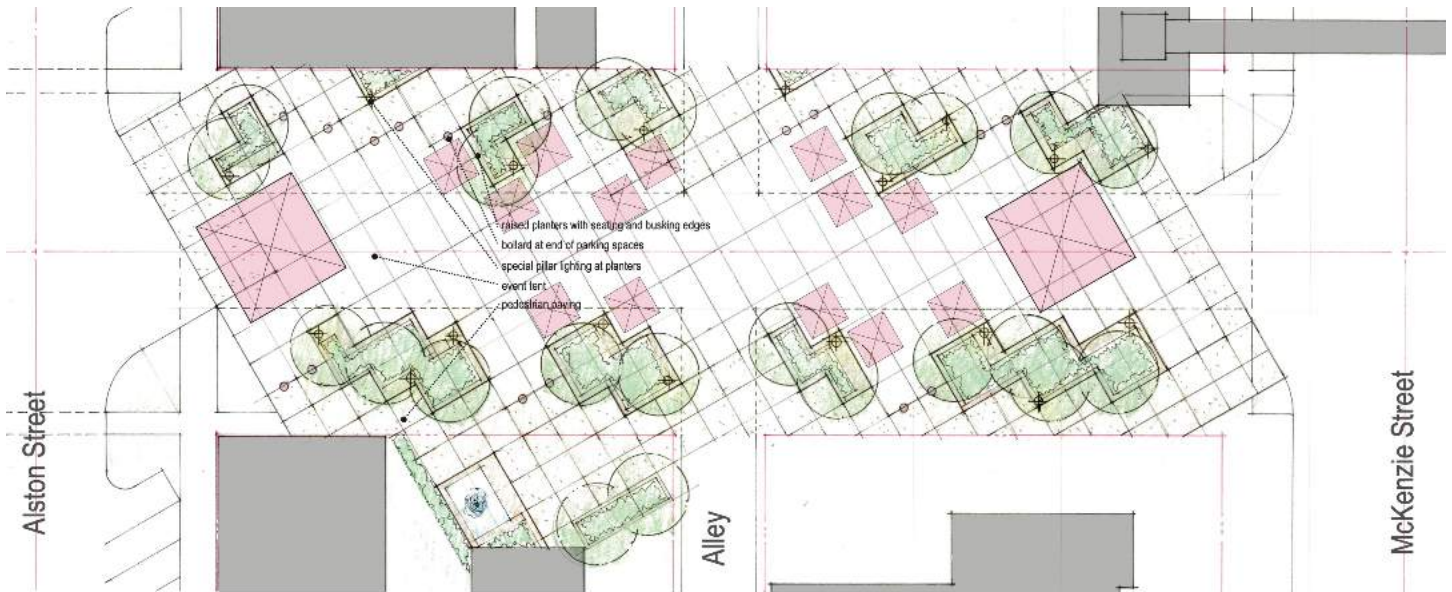 raised planters with seating and busking edges
bollard at end of parking spaces
special pillar lighting at planters
event tent
pedestrian paving
Alston Street
Alley
McKenzie Street